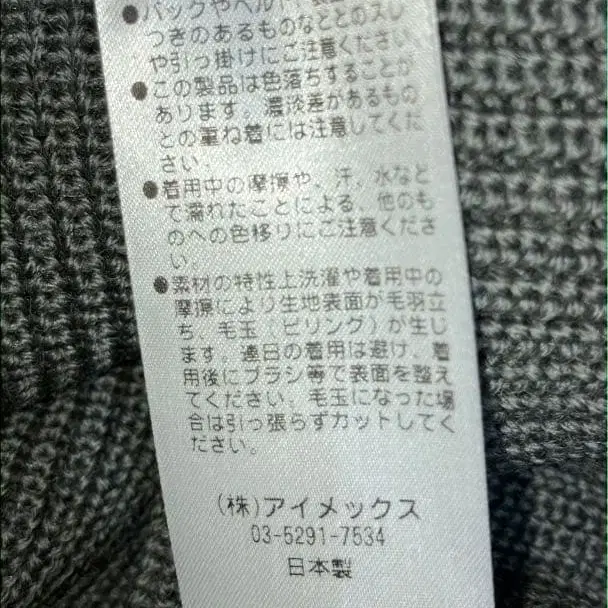 ●バックやベルト、表面
つきのあるものなどとのスレ
や引っ掛けにご注意ください
●この製品は色落ちすることが
あります。濃淡差があるもの
との重ね着には注意してくだ
さい。
●着用中の摩擦や、汗、水など
で濡れたことによる、他のも
のへの色移りにご注意くださ
い。
●素材の特性上洗濯や着用中の
摩擦により生地表面が毛羽立
ち、毛玉（ピリング）が生じ
ます。連日の着用は避け、着
用後にブラシ等で表面を整え
てください。毛玉になった場
合は引っ張らずカットしてく
ださい。
(株)アイメックス
03-5291-7534
日本製